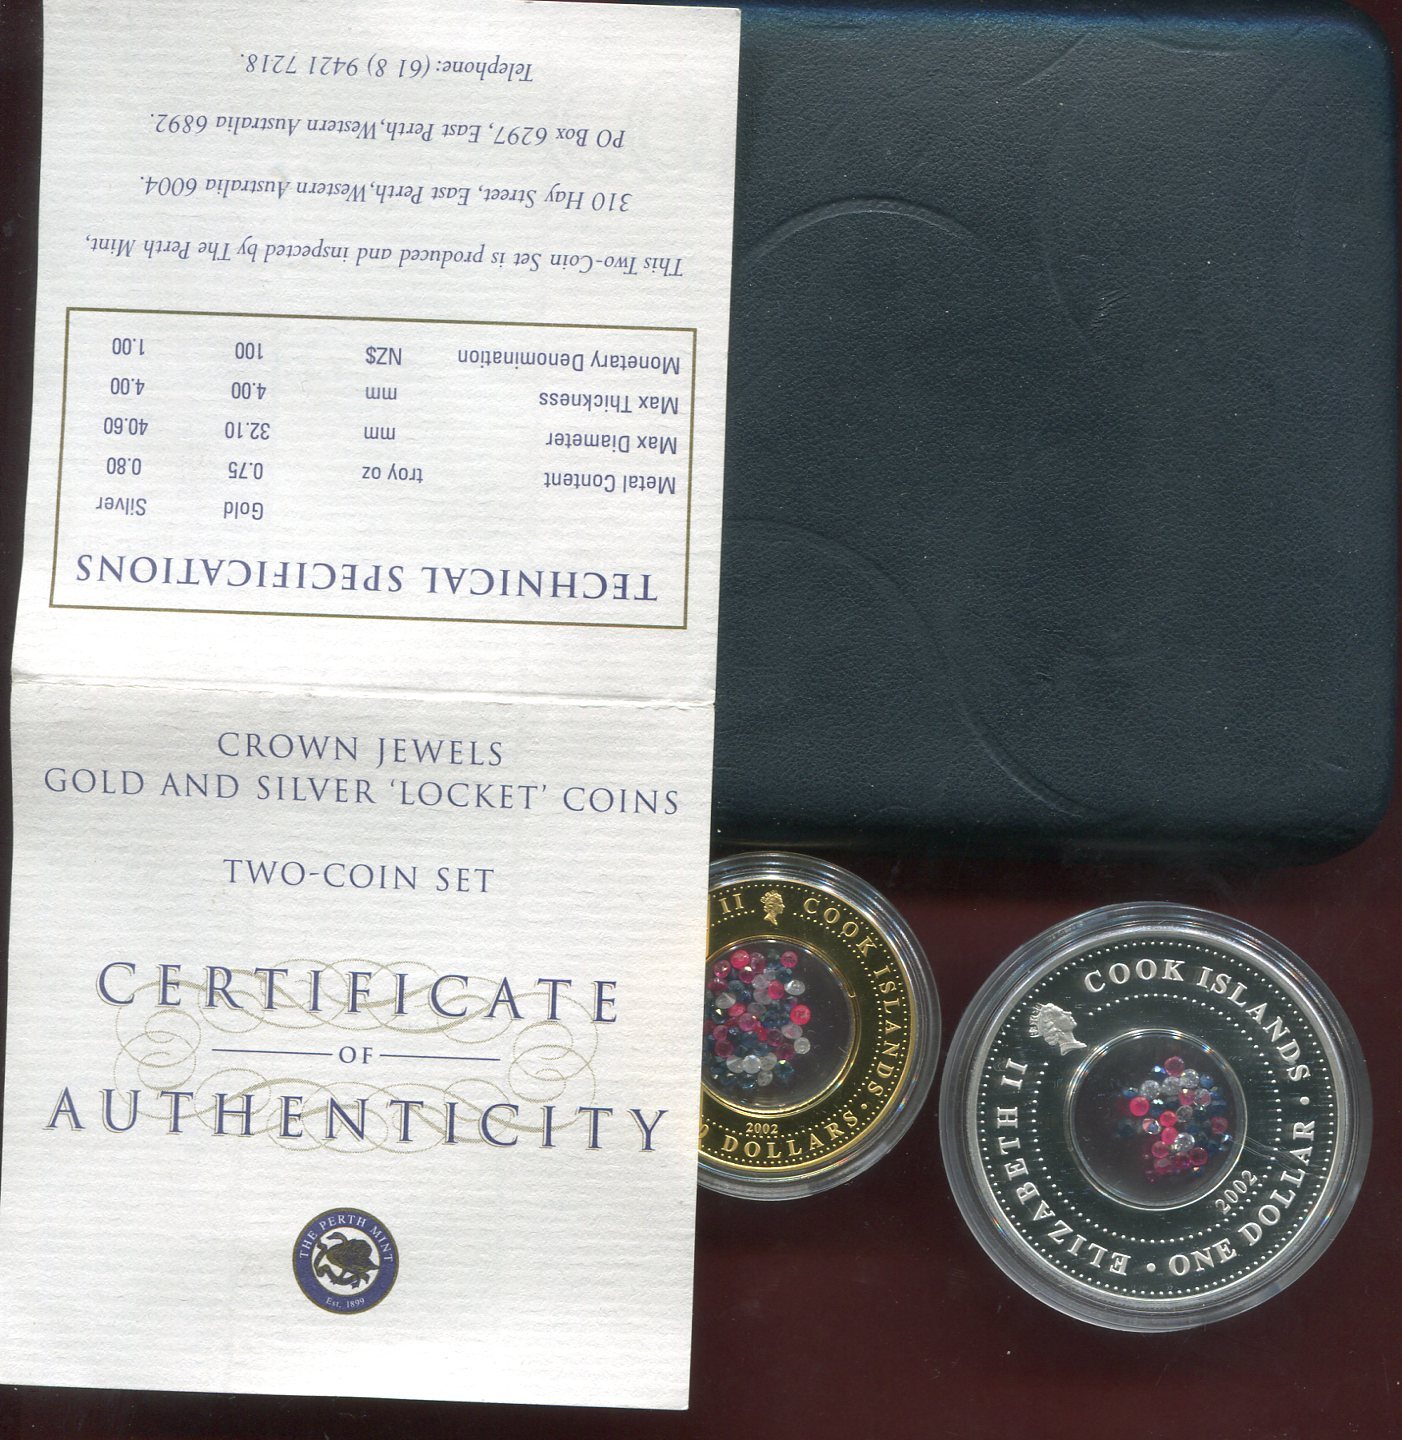 This Two-Coin Set is produced and inspected by The Perth Mint,
310 Hay Street, East Perth, Western Australia 6004.
PO Box 6297, East Perth, Western Australia 6892.
Telephone: (61 8) 9421 7218.
TECHNICAL SPECIFICATIONS
Gold Silver
Metal Content troy oz 0.75 0.80
Max Diameter mm 32.10 40.60
Max Thickness mm 4.00 4.00
Monetary Denomination NZ$ 100 1.00
CROWN JEWELS
GOLD AND SILVER ‘LOCKET’ COINS
TWO-COIN SET
CERTIFICATE
OF
AUTHENTICITY
THE PERTH MINT
Est. 1899
II COOK ISLANDS • DOLLARS
2002
ELIZABETH II COOK ISLANDS • ONE DOLLAR •
2002